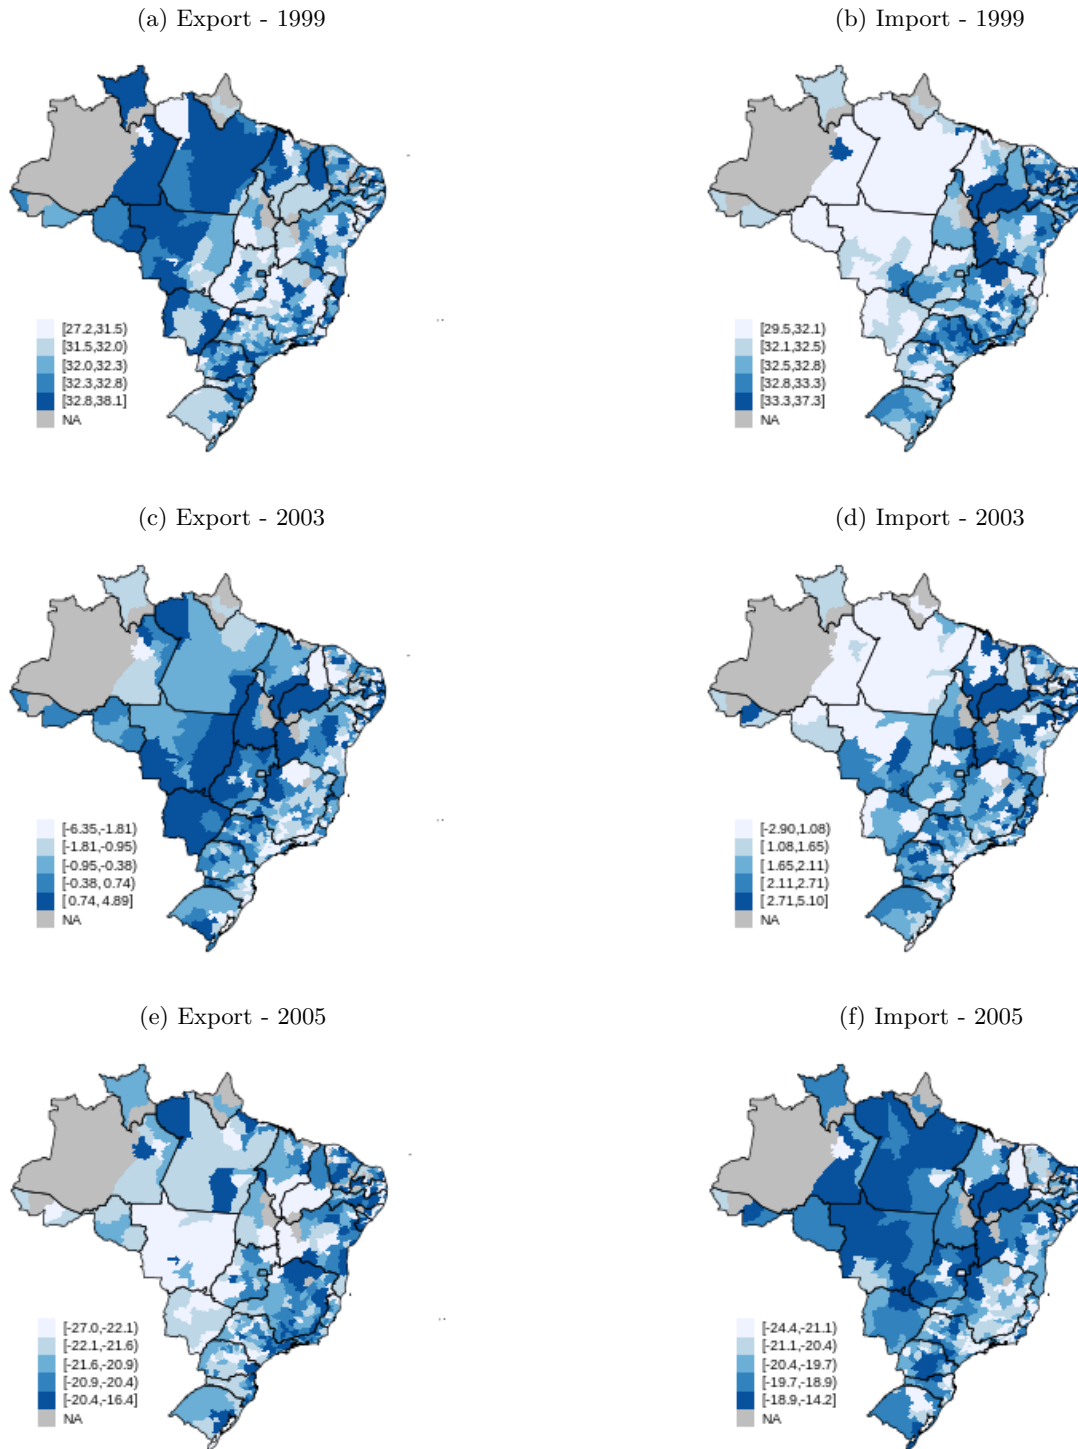 (a) Export - 1999
(b) Import - 1999
[27.2,31.5)
[31.5,32.0)
[32.0,32.3)
[32.3,32.8)
[32.8,38.1]
NA
[29.5,32.1)
[32.1,32.5)
[32.5,32.8)
[32.8,33.3)
[33.3,37.3]
NA
(c) Export - 2003
(d) Import - 2003
[-6.35,-1.81)
[-1.81,-0.95)
[-0.95,-0.38)
[-0.38, 0.74)
[ 0.74, 4.89]
NA
[-2.90,1.08)
[ 1.08,1.65)
[ 1.65,2.11)
[ 2.11,2.71)
[ 2.71,5.10]
NA
(e) Export - 2005
(f) Import - 2005
[-27.0,-22.1)
[-22.1,-21.6)
[-21.6,-20.9)
[-20.9,-20.4)
[-20.4,-16.4]
NA
[-24.4,-21.1)
[-21.1,-20.4)
[-20.4,-19.7)
[-19.7,-18.9)
[-18.9,-14.2]
NA